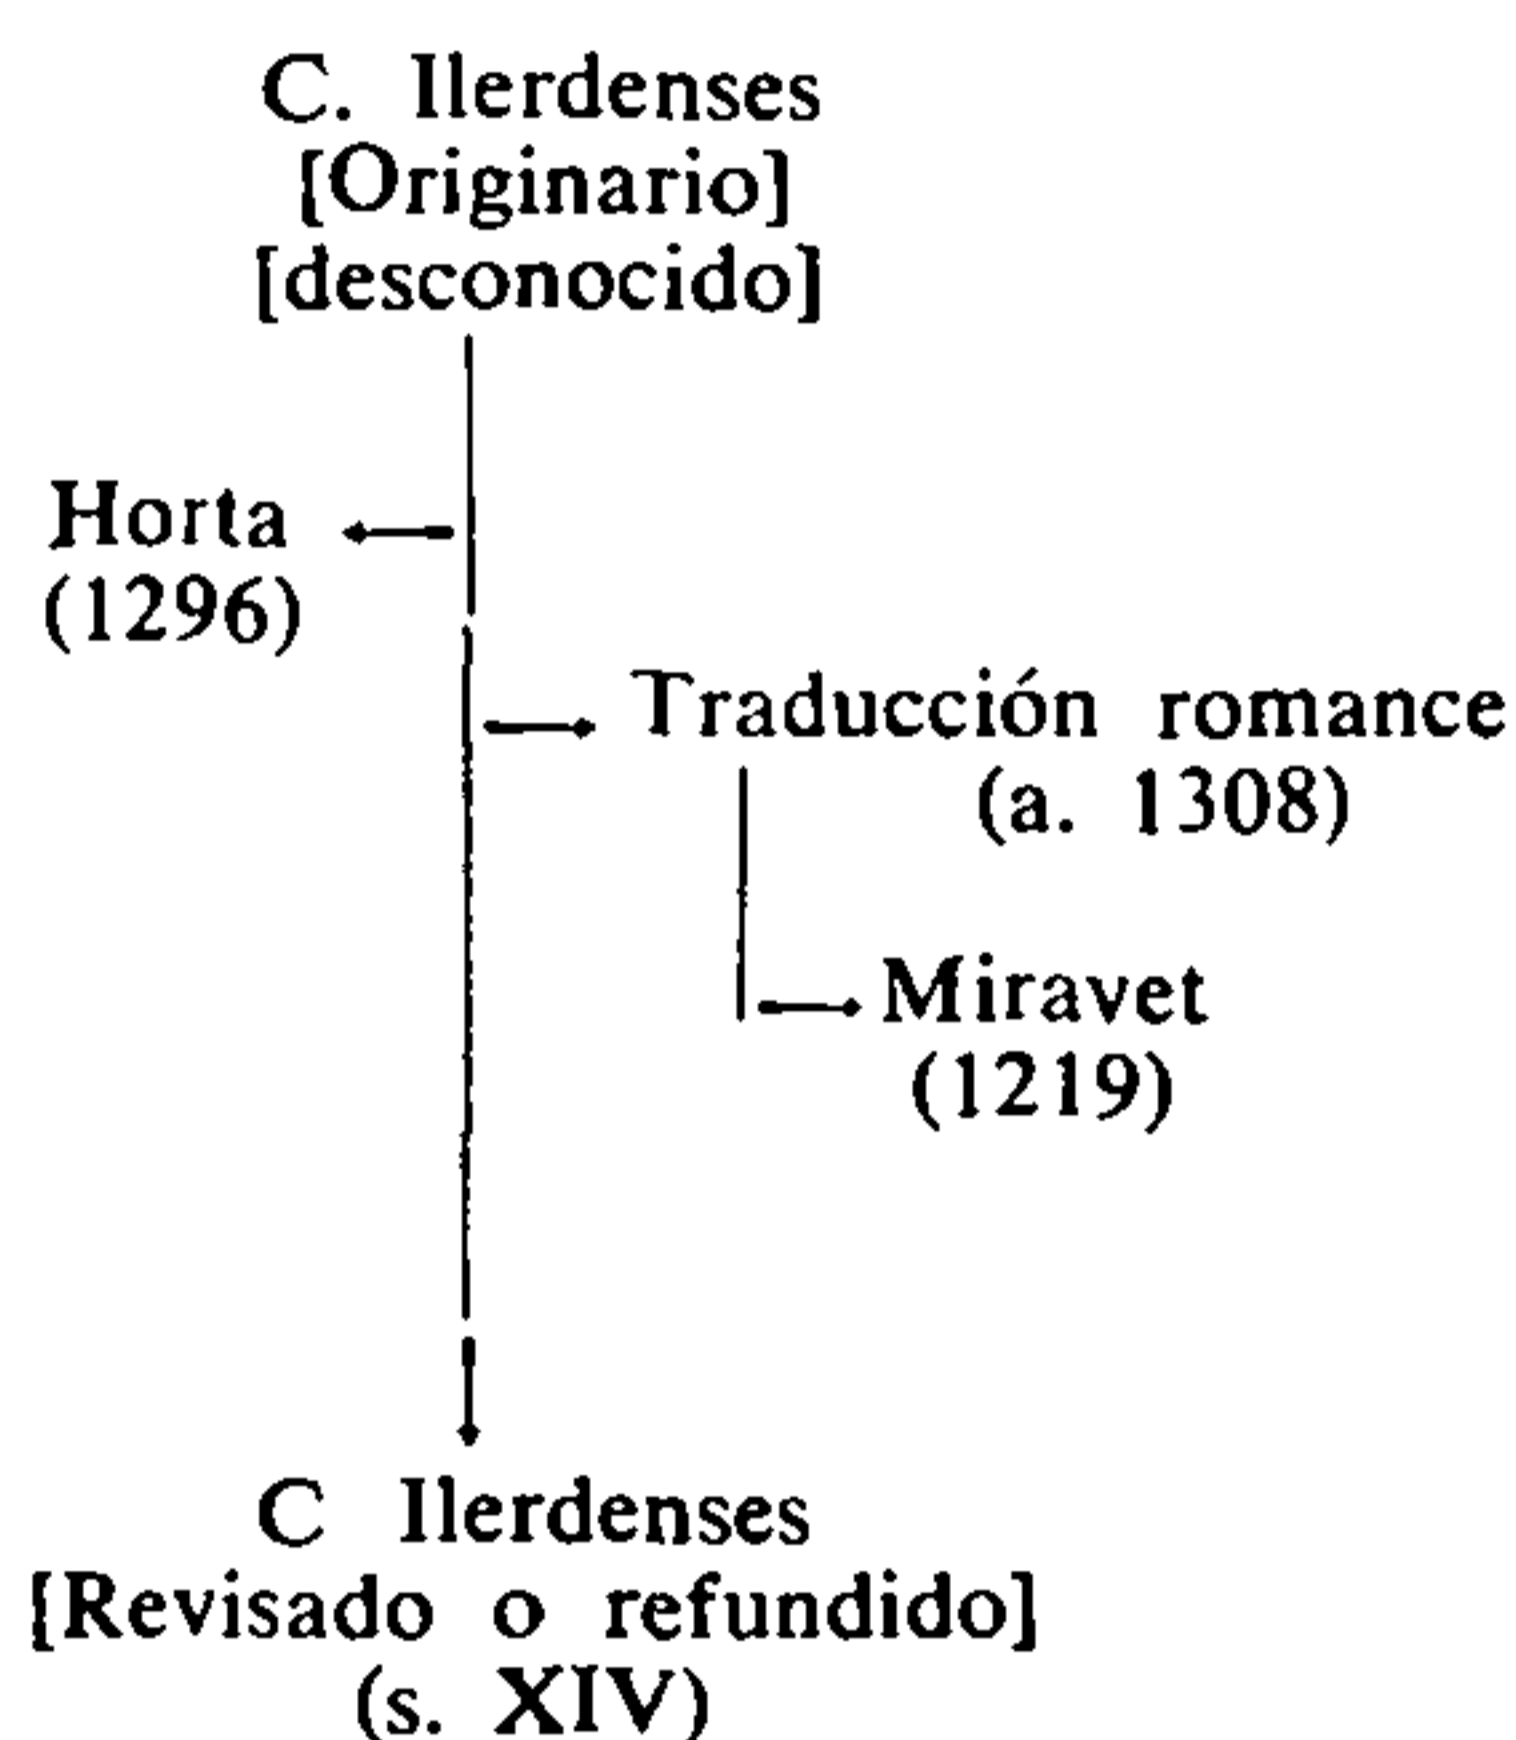 C. Ilerdenses
[Originario]
[desconocido]
Horta
(1296)
Traducción romance
(a. 1308)
Miravet
(1219)
C Ilerdenses
[Revisado o refundido]
(s. XIV)